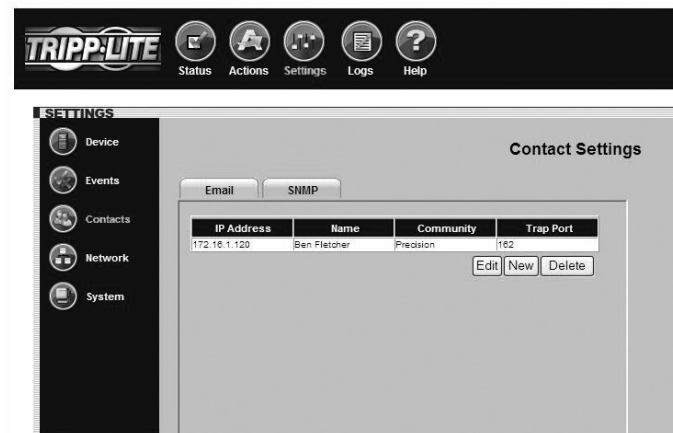 TRIPP·LITE
Status Actions Settings Logs Help
SETTINGS
Device
Events
Contacts
Network
System
Contact Settings
Email SNMP
IP Address Name Community Trap Port
172.16.1.120 Ben Fletcher Precision 162
Edit New Delete